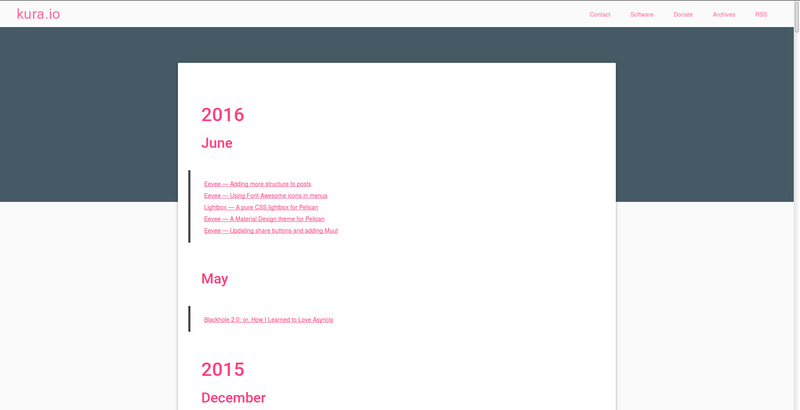 kura.io
Contact Software Donate Archives RSS
2016
June
Eevee — Adding more structure to posts
Eevee — Using Font Awesome icons in menus
Lightbox — A pure CSS lightbox for Pelican
Eevee — A Material Design theme for Pelican
Eevee — Updating share buttons and adding Muut
May
Blackhole 2.0; or, How I Learned to Love Asyncio
2015
December